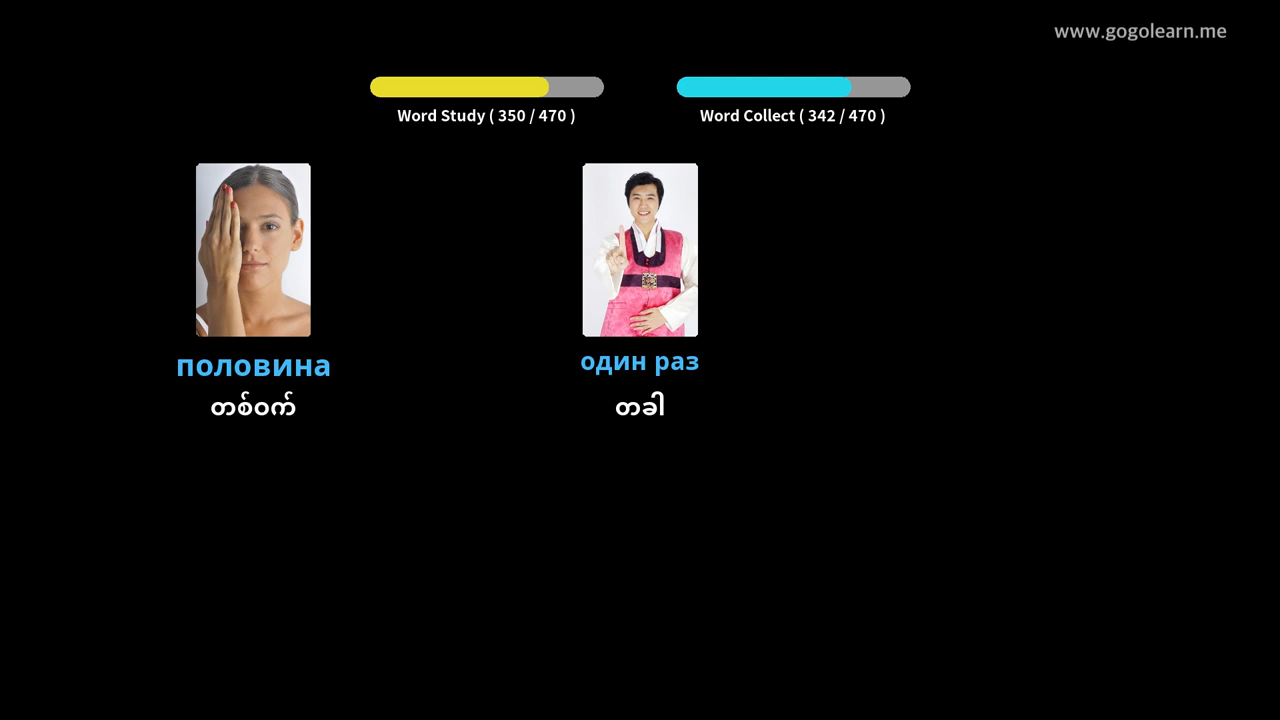 www.gogolearn.me
Word Study ( 350 / 470 )
Word Collect ( 342 / 470 )
половина
တစ်ဝက်
один раз
တခါ